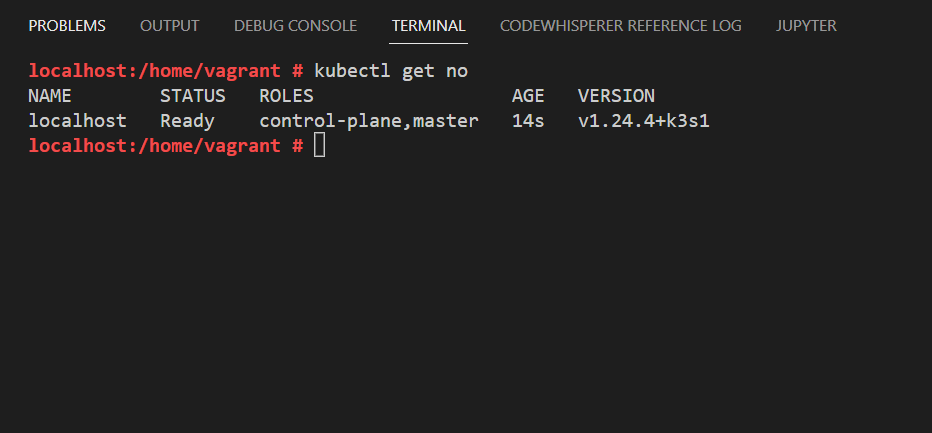 PROBLEMS OUTPUT DEBUG CONSOLE TERMINAL CODEWHISPERER REFERENCE LOG JUPYTER
localhost:/home/vagrant # kubectl get no
NAME        STATUS   ROLES                  AGE   VERSION
localhost   Ready    control-plane,master   14s   v1.24.4+k3s1
localhost:/home/vagrant #